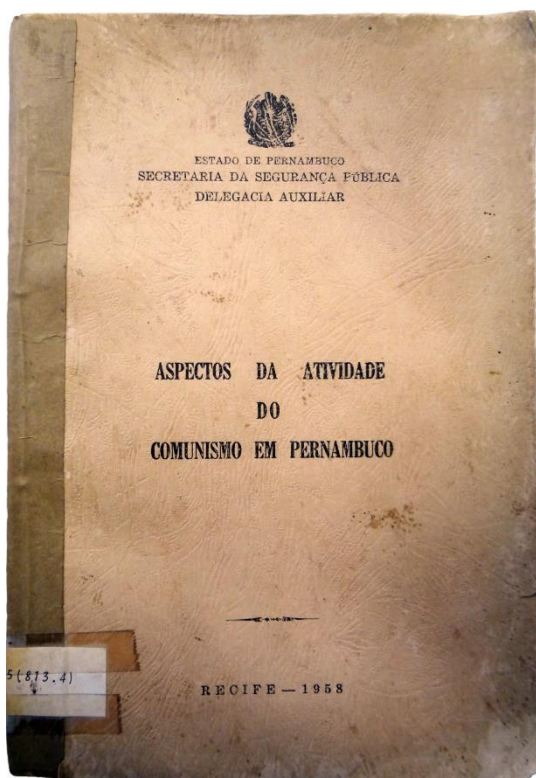 ESTADO DE PERNAMBUCO
SECRETARIA DA SEGURANÇA PÚBLICA
DELEGACIA AUXILIAR
ASPECTOS DA ATIVIDADE
DO
COMUNISMO EM PERNAMBUCO
5(813.4)
RECIFE — 1958